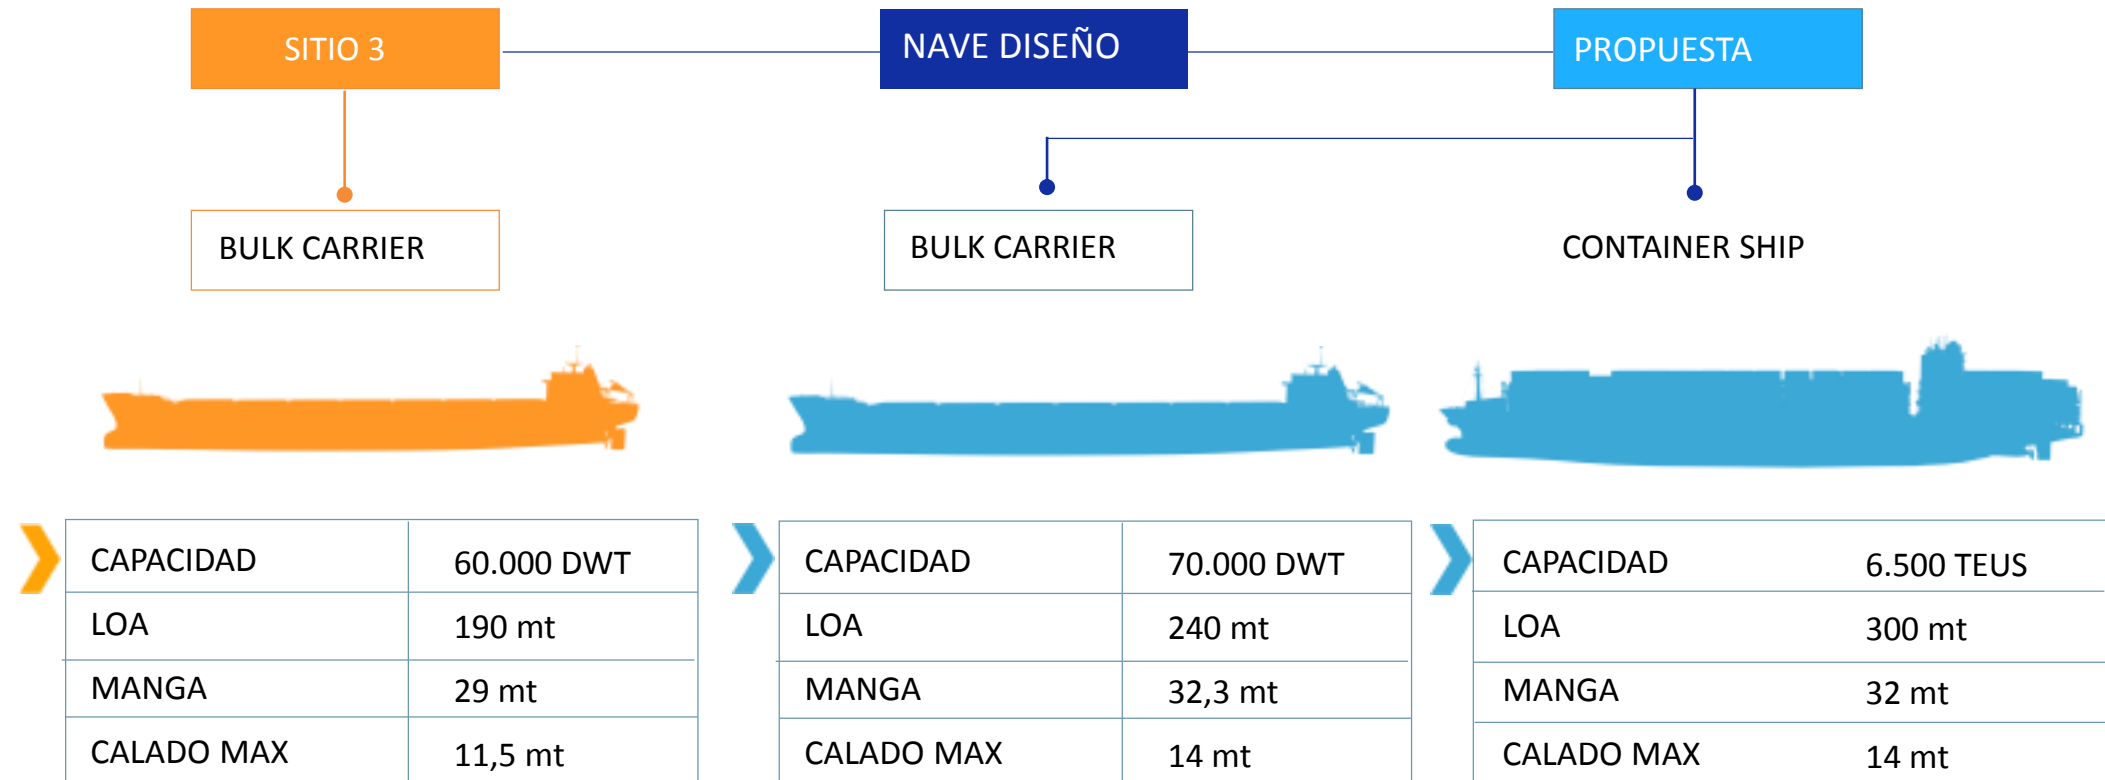 SITIO 3
NAVE DISEÑO
PROPUESTA
BULK CARRIER
BULK CARRIER
CONTAINER SHIP
CAPACIDAD 60.000 DWT
LOA 190 mt
MANGA 29 mt
CALADO MAX 11,5 mt
CAPACIDAD 70.000 DWT
LOA 240 mt
MANGA 32,3 mt
CALADO MAX 14 mt
CAPACIDAD 6.500 TEUS
LOA 300 mt
MANGA 32 mt
CALADO MAX 14 mt